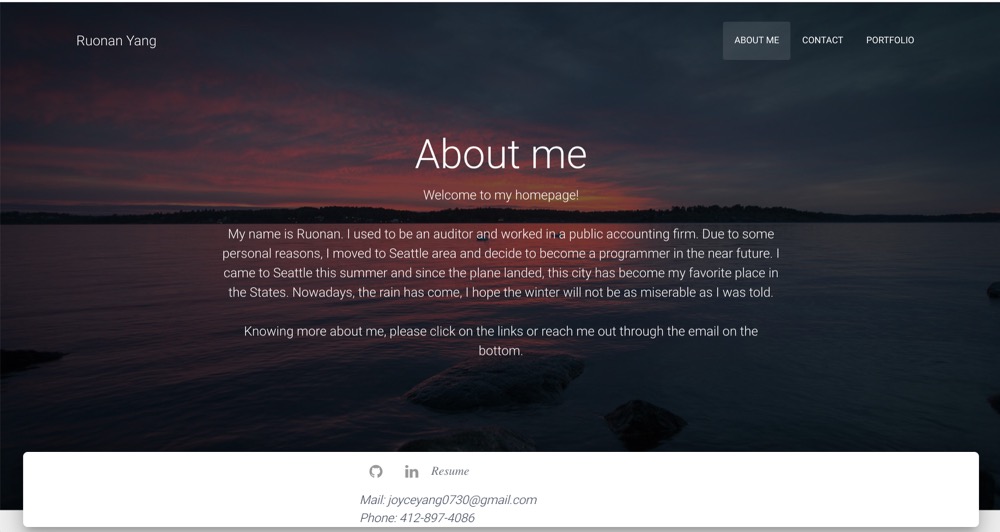 Ruonan Yang
ABOUT ME
CONTACT
PORTFOLIO
About me
Welcome to my homepage!
My name is Ruonan. I used to be an auditor and worked in a public accounting firm. Due to some
personal reasons, I moved to Seattle area and decide to become a programmer in the near future. I
came to Seattle this summer and since the plane landed, this city has become my favorite place in
the States. Nowadays, the rain has come, I hope the winter will not be as miserable as I was told.
Knowing more about me, please click on the links or reach me out through the email on the
bottom.
in Resume
Mail: joyceyang0730@gmail.com
Phone: 412-897-4086